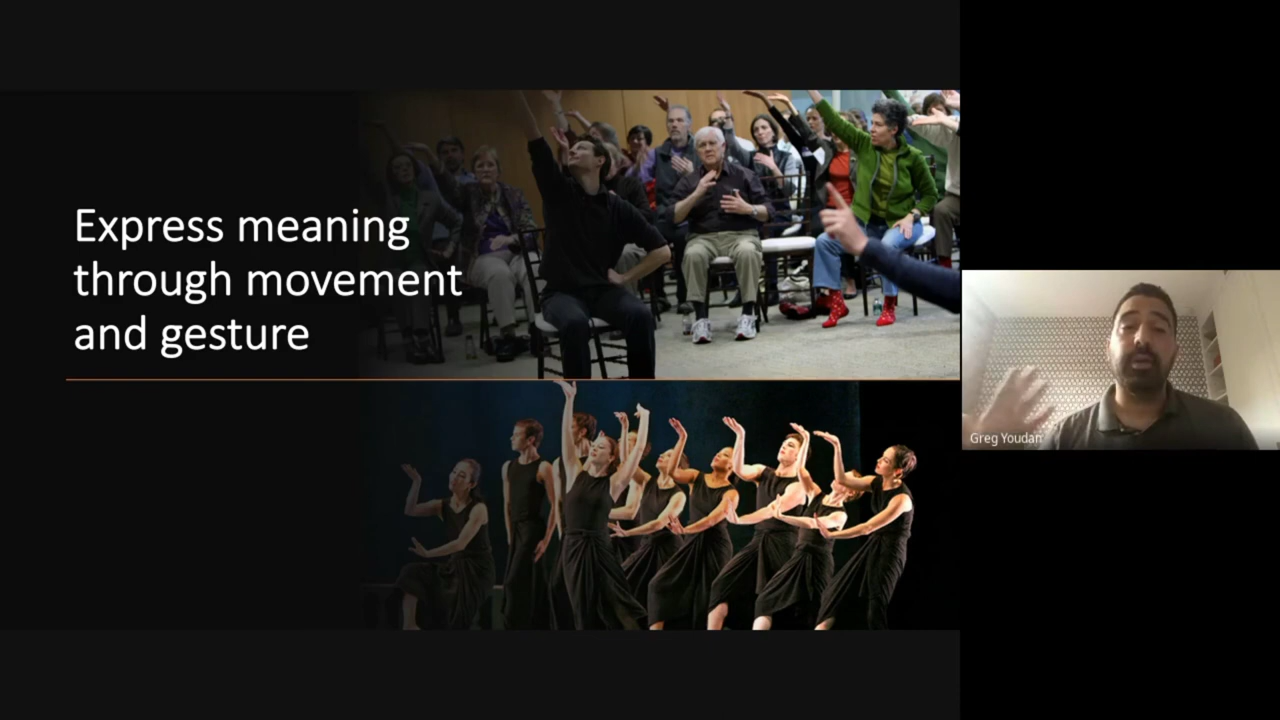 Express meaning
through movement
and gesture
Greg Youdan